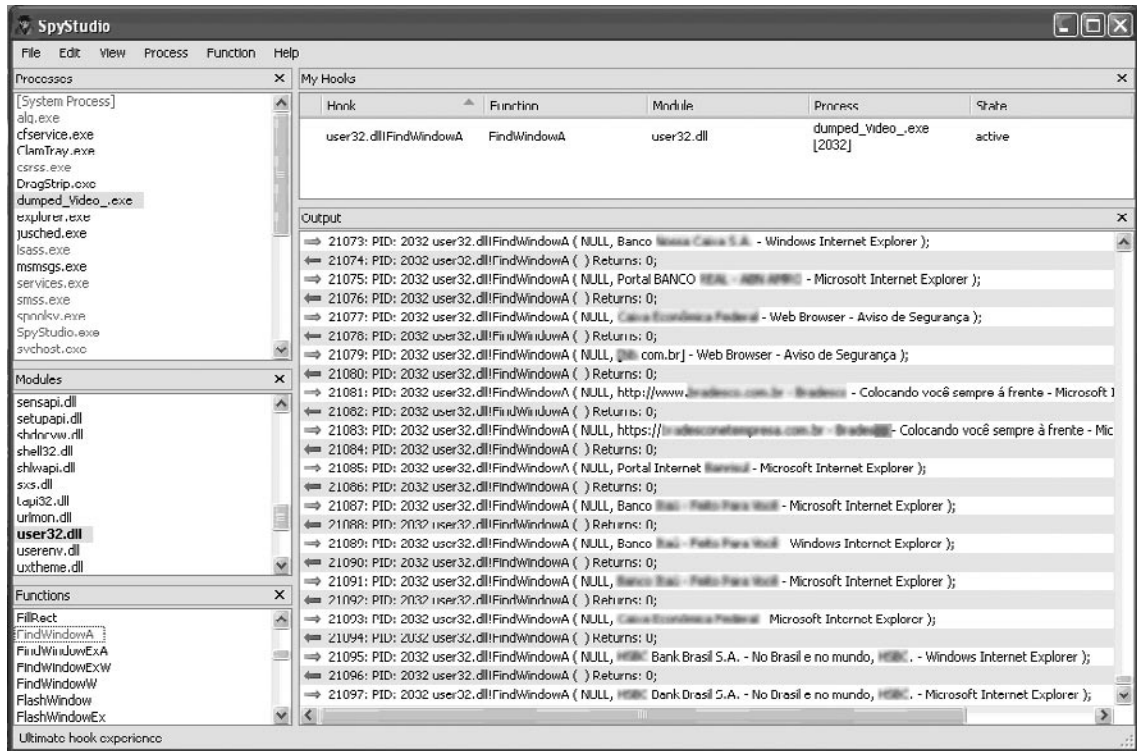 SpyStudio
File Edit View Process Function Help
Processes
[System Process]
alg.exe
cfservice.exe
ClamTray.exe
csrss.exe
DragStrip.exe
dumped_Video_.exe
explorer.exe
jusched.exe
lsass.exe
msmsgs.exe
services.exe
smss.exe
spoolsv.exe
SpyStudio.exe
svchost.exe
Modules
sensapi.dll
setupapi.dll
shdocvw.dll
shell32.dll
shlwapi.dll
sxs.dll
tapi32.dll
urlmon.dll
user32.dll
userenv.dll
uxtheme.dll
Functions
FillRect
FindWindowA
FindWindowExA
FindWindowExW
FindWindowW
FlashWindow
FlashWindowEx
My Hooks
Hook Function Module Process State
user32.dll!FindWindowA FindWindowA user32.dll dumped_Video_.exe [2032] active
Output
21073: PID: 2032 user32.dll!FindWindowA ( NULL, Banco - Windows Internet Explorer );
21074: PID: 2032 user32.dll!FindWindowA ( ) Returns: 0;
21075: PID: 2032 user32.dll!FindWindowA ( NULL, Portal BANCO - Microsoft Internet Explorer );
21076: PID: 2032 user32.dll!FindWindowA ( ) Returns: 0;
21077: PID: 2032 user32.dll!FindWindowA ( NULL, - Web Browser - Aviso de Segurança );
21078: PID: 2032 user32.dll!FindWindowA ( ) Returns: 0;
21079: PID: 2032 user32.dll!FindWindowA ( NULL, com.br] - Web Browser - Aviso de Segurança );
21080: PID: 2032 user32.dll!FindWindowA ( ) Returns: 0;
21081: PID: 2032 user32.dll!FindWindowA ( NULL, http://www. - Colocando você sempre á frente - Microsoft I
21082: PID: 2032 user32.dll!FindWindowA ( ) Returns: 0;
21083: PID: 2032 user32.dll!FindWindowA ( NULL, https:// - Colocando você sempre à frente - Mic
21084: PID: 2032 user32.dll!FindWindowA ( ) Returns: 0;
21085: PID: 2032 user32.dll!FindWindowA ( NULL, Portal Internet - Microsoft Internet Explorer );
21086: PID: 2032 user32.dll!FindWindowA ( ) Returns: 0;
21087: PID: 2032 user32.dll!FindWindowA ( NULL, Banco - Microsoft Internet Explorer );
21088: PID: 2032 user32.dll!FindWindowA ( ) Returns: 0;
21089: PID: 2032 user32.dll!FindWindowA ( NULL, Banco Windows Internet Explorer );
21090: PID: 2032 user32.dll!FindWindowA ( ) Returns: 0;
21091: PID: 2032 user32.dll!FindWindowA ( NULL, - Microsoft Internet Explorer );
21092: PID: 2032 user32.dll!FindWindowA ( ) Returns: 0;
21093: PID: 2032 user32.dll!FindWindowA ( NULL, Microsoft Internet Explorer );
21094: PID: 2032 user32.dll!FindWindowA ( ) Returns: 0;
21095: PID: 2032 user32.dll!FindWindowA ( NULL, Bank Brasil S.A. - No Brasil e no mundo, . - Windows Internet Explorer );
21096: PID: 2032 user32.dll!FindWindowA ( ) Returns: 0;
21097: PID: 2032 user32.dll!FindWindowA ( NULL, Bank Brasil S.A. - No Brasil e no mundo, . - Microsoft Internet Explorer );
Ultimate hook experience